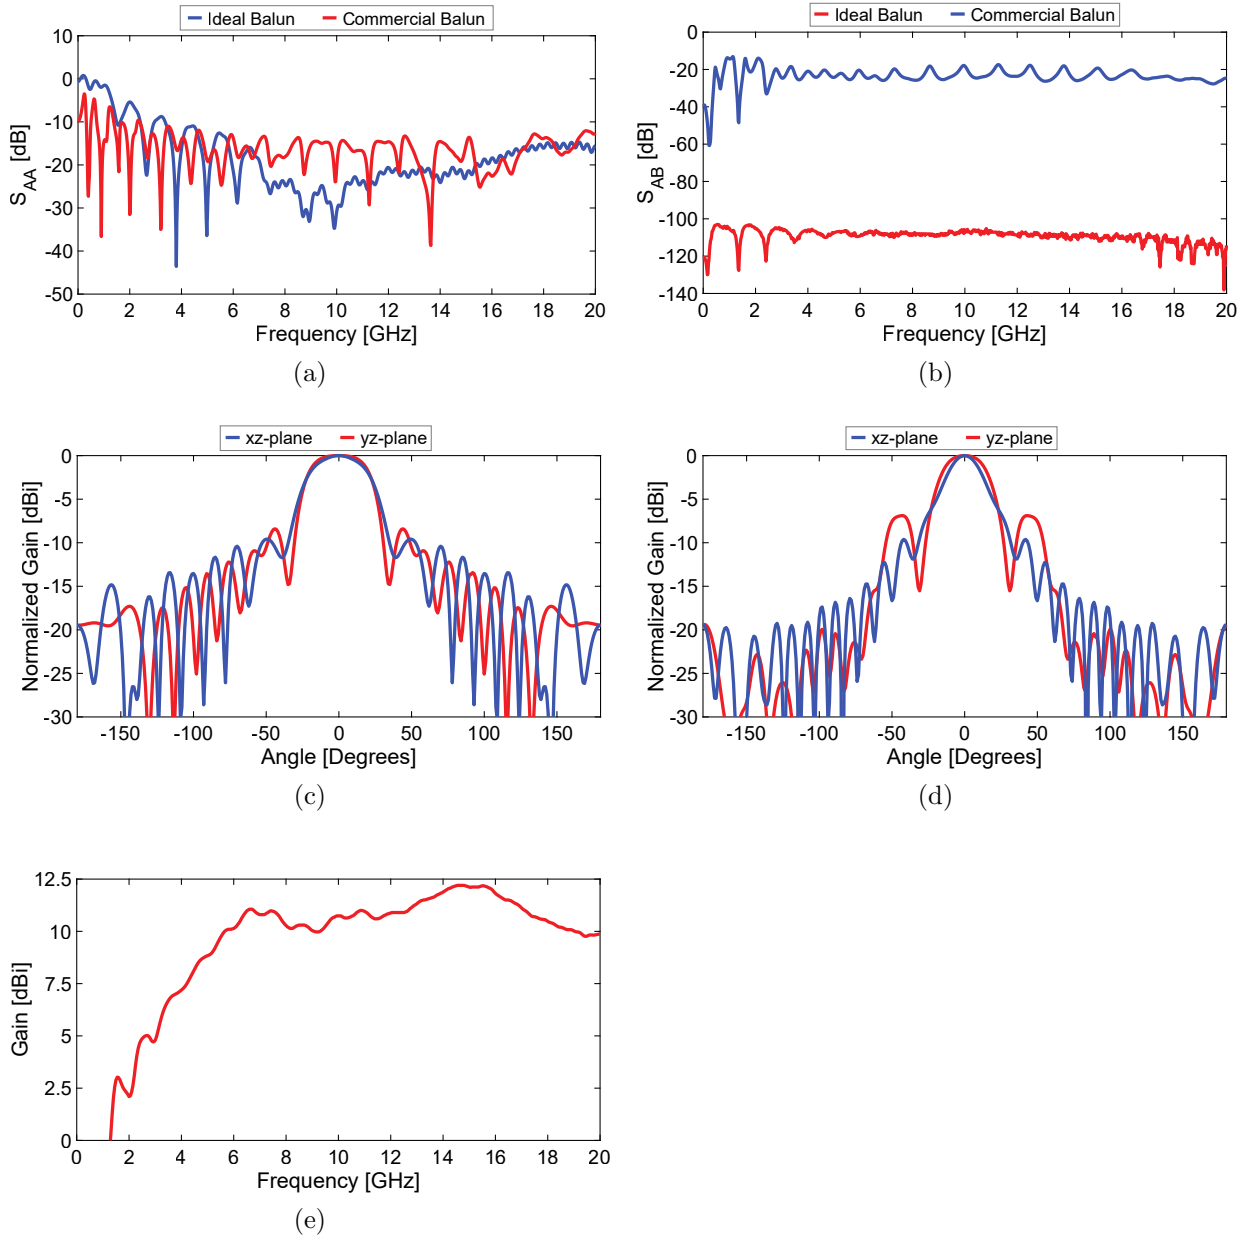 Ideal Balun Commercial Balun
10
0
-10
-20
-30
-40
-50
S_AA [dB]
0 2 4 6 8 10 12 14 16 18 20
Frequency [GHz]
(a)
Ideal Balun Commercial Balun
0
-20
-40
-60
-80
-100
-120
-140
S_AB [dB]
0 2 4 6 8 10 12 14 16 18 20
Frequency [GHz]
(b)
xz-plane yz-plane
0
-5
-10
-15
-20
-25
-30
Normalized Gain [dBi]
-150 -100 -50 0 50 100 150
Angle [Degrees]
(c)
xz-plane yz-plane
0
-5
-10
-15
-20
-25
-30
Normalized Gain [dBi]
-150 -100 -50 0 50 100 150
Angle [Degrees]
(d)
12.5
10
7.5
5
2.5
0
Gain [dBi]
0 2 4 6 8 10 12 14 16 18 20
Frequency [GHz]
(e)